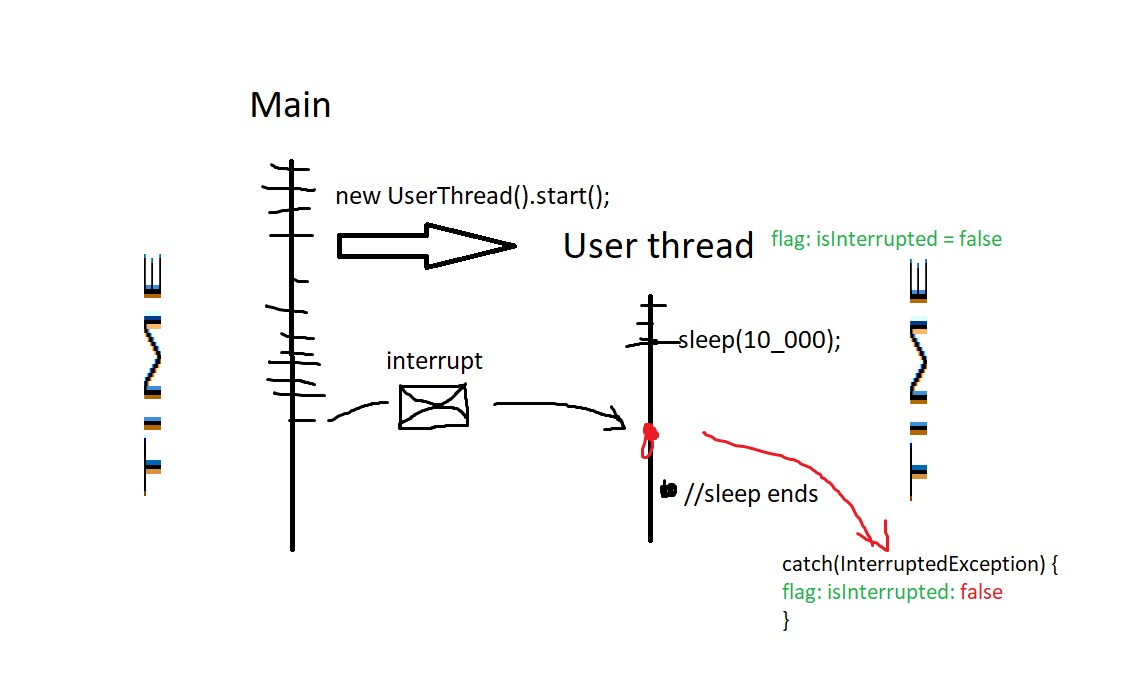 Main
new UserThread().start();
User thread
flag: isInterrupted = false
sleep(10_000);
interrupt
//sleep ends
catch(InterruptedException) {
flag: isInterrupted: false
}